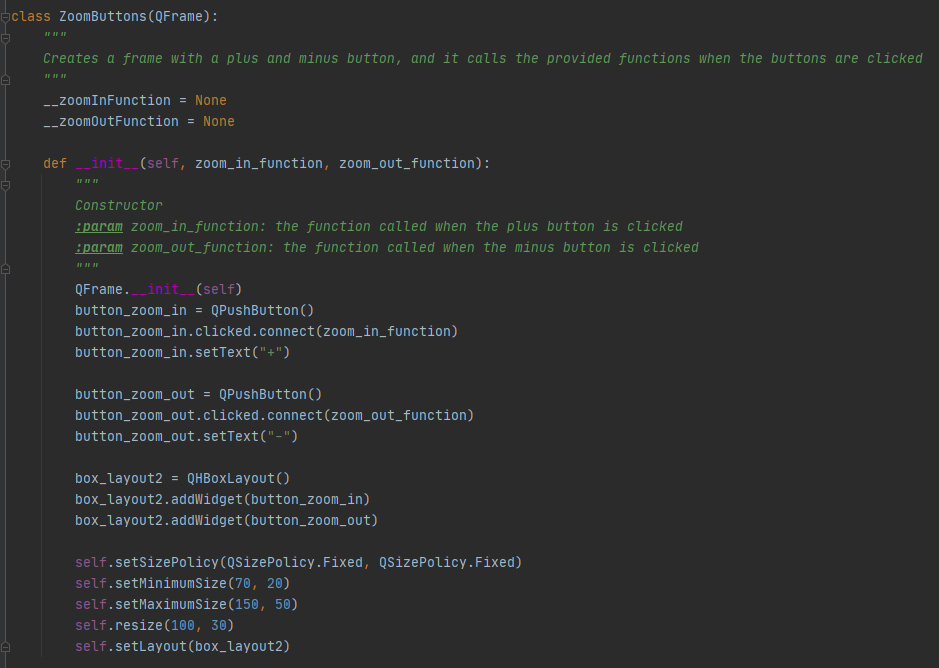 class ZoomButtons(QFrame):
    """
    Creates a frame with a plus and minus button, and it calls the provided functions when the buttons are clicked
    """
    __zoomInFunction = None
    __zoomOutFunction = None

    def __init__(self, zoom_in_function, zoom_out_function):
        """
        Constructor
        :param zoom_in_function: the function called when the plus button is clicked
        :param zoom_out_function: the function called when the minus button is clicked
        """
        QFrame.__init__(self)
        button_zoom_in = QPushButton()
        button_zoom_in.clicked.connect(zoom_in_function)
        button_zoom_in.setText("+")

        button_zoom_out = QPushButton()
        button_zoom_out.clicked.connect(zoom_out_function)
        button_zoom_out.setText("-")

        box_layout2 = QHBoxLayout()
        box_layout2.addWidget(button_zoom_in)
        box_layout2.addWidget(button_zoom_out)

        self.setSizePolicy(QSizePolicy.Fixed, QSizePolicy.Fixed)
        self.setMinimumSize(70, 20)
        self.setMaximumSize(150, 50)
        self.resize(100, 30)
        self.setLayout(box_layout2)